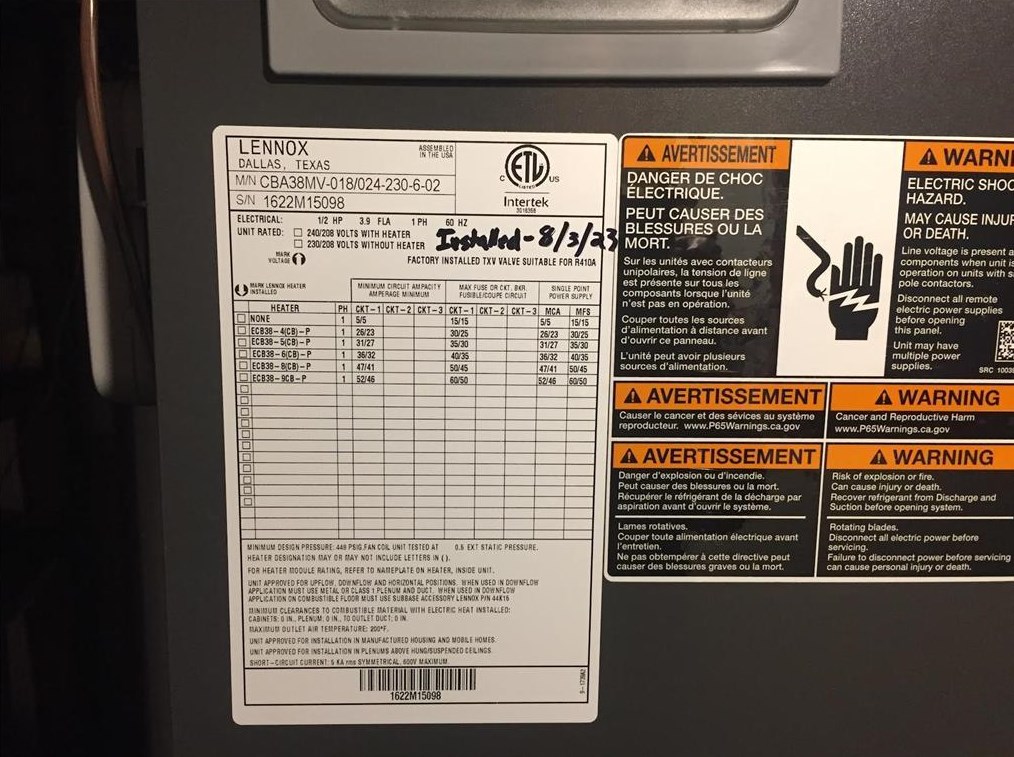 LENNOX
DALLAS, TEXAS
ASSEMBLED
IN THE USA
M/N CBA38MV-018/024-230-6-02
S/N 1622M15098
C ETL US
LISTED
Intertek
ELECTRICAL: 1/2 HP 3.9 FLA 1 PH 60 HZ
UNIT RATED: 240/208 VOLTS WITH HEATER
230/208 VOLTS WITHOUT HEATER
Installed - 8/3/23
MARK
VOLTAGE
FACTORY INSTALLED TXV VALVE SUITABLE FOR R410A
MARK LENNOX HEATER
INSTALLED
MINIMUM CIRCUIT AMPACITY
AMPERAGE MINIMUM
MAX FUSE OR CKT. BKR.
FUSIBLE/COUPE CIRCUIT
SINGLE POINT
POWER SUPPLY
HEATER PH CKT-1 CKT-2 CKT-3 CKT-1 CKT-2 CKT-3 MCA MFS
NONE 1 5/5 15/15 5/5 15/15
ECB38-4(CB)-P 1 26/23 30/25 26/23 30/25
ECB38-5(CB)-P 1 31/27 35/30 31/27 35/30
ECB38-6(CB)-P 1 36/32 40/35 36/32 40/35
ECB38-8(CB)-P 1 47/41 50/45 47/41 50/45
ECB38-9CB-P 1 52/46 60/50 52/46 60/50
MINIMUM DESIGN PRESSURE: 448 PSIG.FAN COIL UNIT TESTED AT 0.5 EXT STATIC PRESSURE.
HEATER DESIGNATION MAY OR MAY NOT INCLUDE LETTERS IN ().
FOR HEATER MODULE RATING, REFER TO NAMEPLATE ON HEATER, INSIDE UNIT.
UNIT APPROVED FOR UPFLOW, DOWNFLOW AND HORIZONTAL POSITIONS. WHEN USED IN DOWNFLOW
APPLICATION MUST USE METAL OR CLASS 1 PLENUM AND DUCT. WHEN USED IN DOWNFLOW
APPLICATION ON COMBUSTIBLE FLOOR MUST USE SUBBASE ACCESSORY LENNOX P/N 44K15
MINIMUM CLEARANCES TO COMBUSTIBLE MATERIAL WITH ELECTRIC HEAT INSTALLED:
CABINETS: 0 IN., PLENUM: 0 IN., TO OUTLET DUCT: 0 IN.
MAXIMUM OUTLET AIR TEMPERATURE: 200°F.
UNIT APPROVED FOR INSTALLATION IN MANUFACTURED HOUSING AND MOBILE HOMES.
UNIT APPROVED FOR INSTALLATION IN PLENUMS ABOVE HUNG/SUSPENDED CEILINGS.
SHORT-CIRCUIT CURRENT: 5 KA rms SYMMETRICAL, 600V MAXIMUM.
1622M15098
AVERTISSEMENT
DANGER DE CHOC
ÉLECTRIQUE.
PEUT CAUSER DES
BLESSURES OU LA
MORT.
Sur les unités avec contacteurs
unipolaires, la tension de ligne
est présente sur tous les
composants lorsque l'unité
n'est pas en opération.
Couper toutes les sources
d'alimentation à distance avant
d'ouvrir ce panneau.
L'unité peut avoir plusieurs
sources d'alimentation.
WARNI
ELECTRIC SHOC
HAZARD.
MAY CAUSE INJUR
OR DEATH.
Line voltage is present a
components when unit is
operation on units with s
pole contactors.
Disconnect all remote
electric power supplies
before opening
this panel.
Unit may have
multiple power
supplies.
AVERTISSEMENT
Causer le cancer et des sévices au système
reproducteur. www.P65Warnings.ca.gov
WARNING
Cancer and Reproductive Harm
www.P65Warnings.ca.gov
AVERTISSEMENT
Danger d'explosion ou d'incendie.
Peut causer des blessures ou la mort.
Récupérer le réfrigérant de la décharge par
aspiration avant d'ouvrir le système.
Lames rotatives.
Couper toute alimentation électrique avant
l'entretien.
Ne pas obtempérer à cette directive peut
causer des blessures graves ou la mort.
WARNING
Risk of explosion or fire.
Can cause injury or death.
Recover refrigerant from Discharge and
Suction before opening system.
Rotating blades.
Disconnect all electric power before
servicing.
Failure to disconnect power before servicing
can cause personal injury or death.